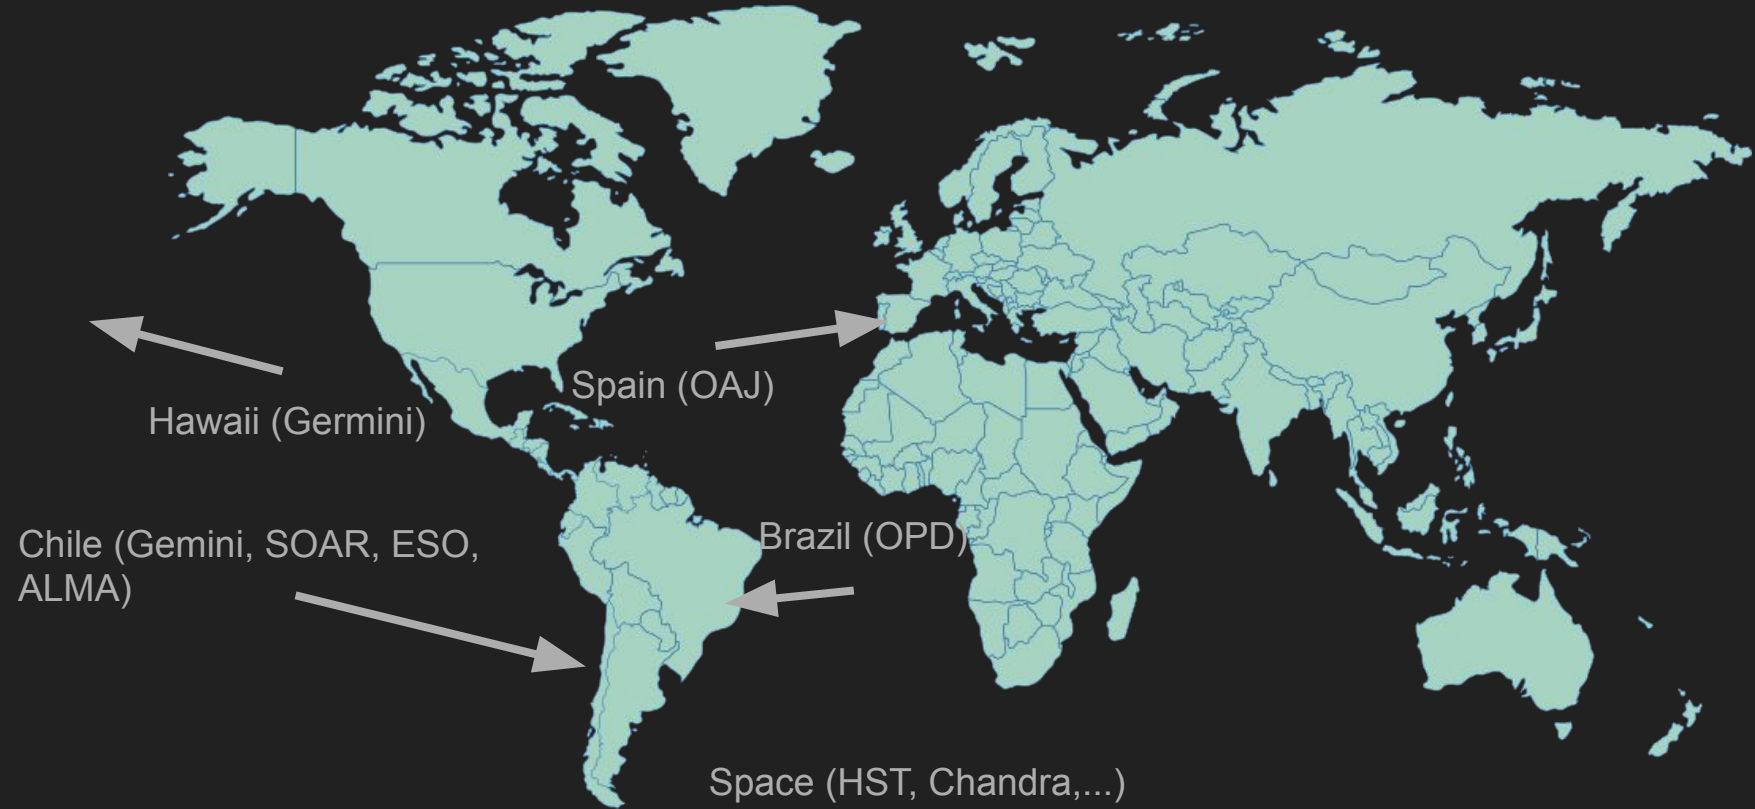 Spain (OAJ)
Hawaii (Germini)
Chile (Gemini, SOAR, ESO,
ALMA)
Brazil (OPD)
Space (HST, Chandra,...)